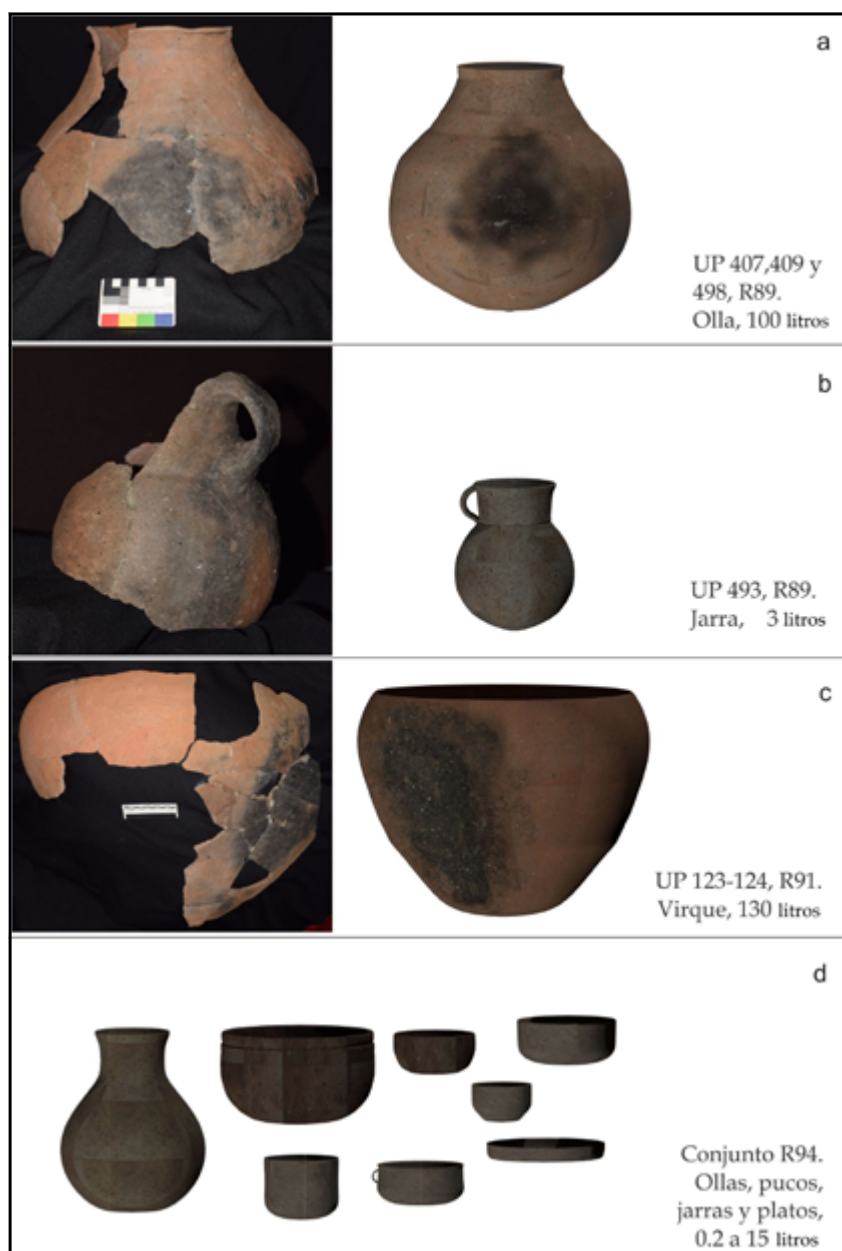 a
UP 407,409 y
498, R89.
Olla, 100 litros
b
UP 493, R89.
Jarra, 3 litros
c
UP 123-124, R91.
Virque, 130 litros
d
Conjunto R94.
Ollas, pucos,
jarras y platos,
0.2 a 15 litros